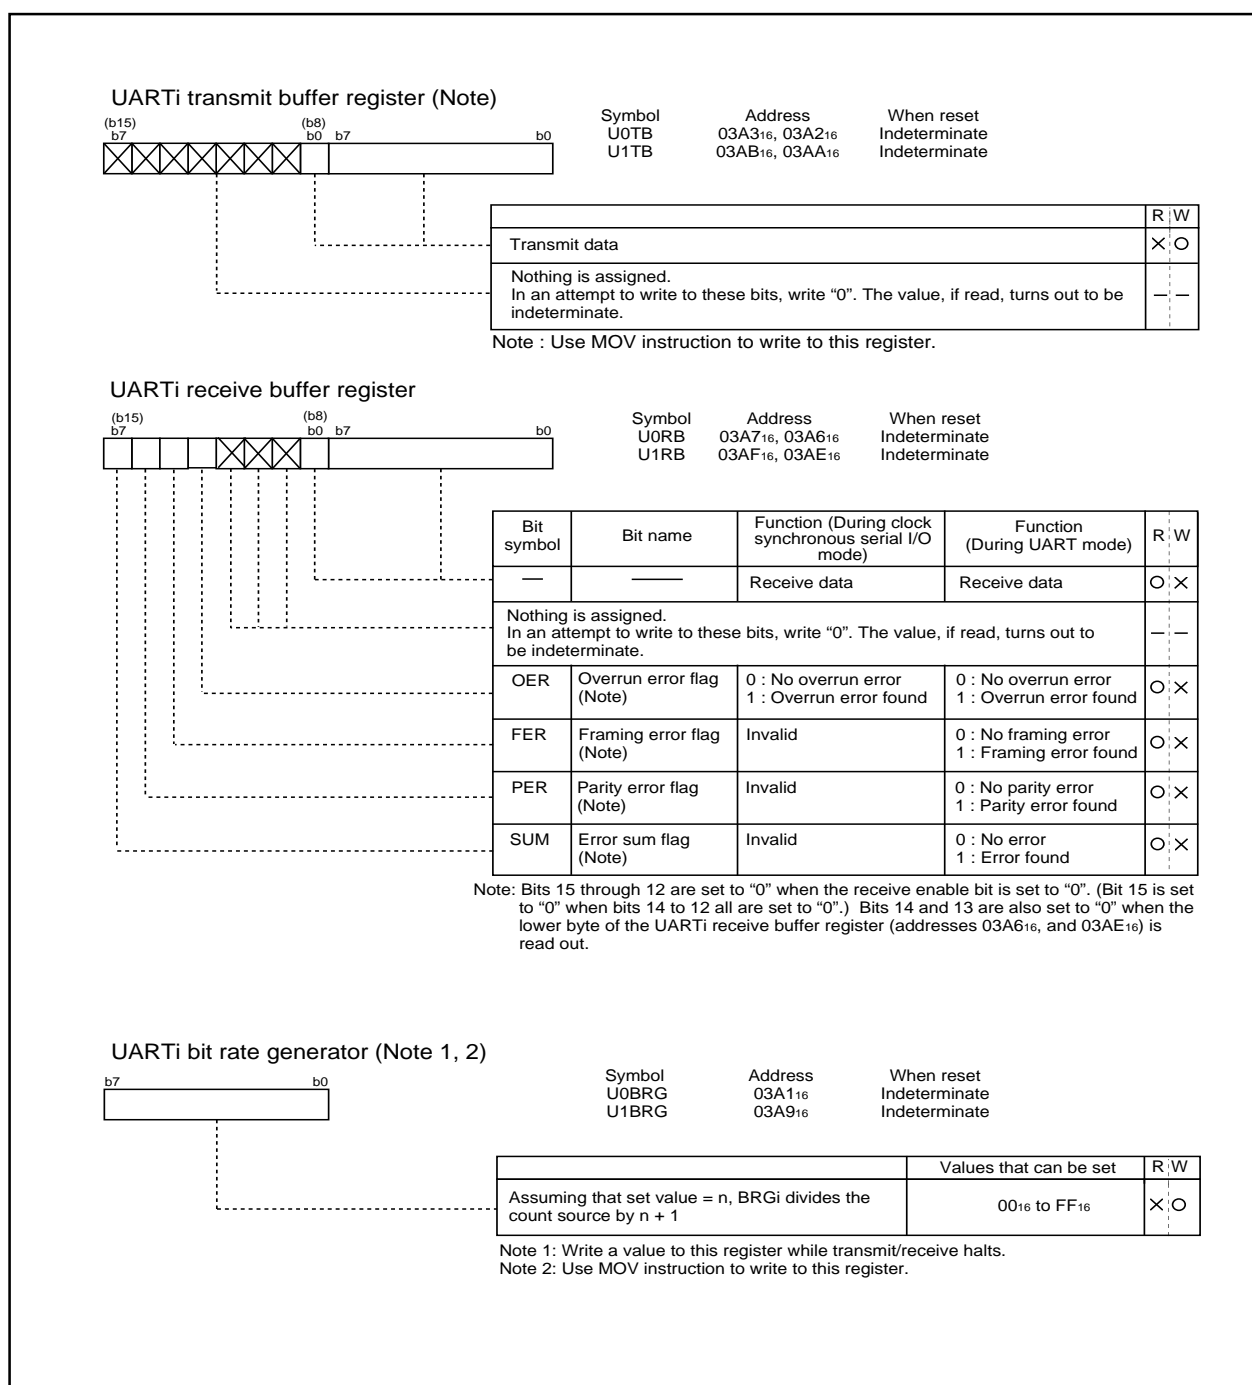 UARTi transmit buffer register (Note)
(b15) (b8)
b7 b0 b7 b0
Symbol Address When reset
U0TB 03A3₁₆, 03A2₁₆ Indeterminate
U1TB 03AB₁₆, 03AA₁₆ Indeterminate
R W
Transmit data X O
Nothing is assigned.
In an attempt to write to these bits, write “0”. The value, if read, turns out to be
indeterminate.
— —
Note : Use MOV instruction to write to this register.
UARTi receive buffer register
(b15) (b8)
b7 b0 b7 b0
Symbol Address When reset
U0RB 03A7₁₆, 03A6₁₆ Indeterminate
U1RB 03AF₁₆, 03AE₁₆ Indeterminate
Bit symbol Bit name Function (During clock synchronous serial I/O mode) Function (During UART mode) R W
— — Receive data Receive data O X
Nothing is assigned.
In an attempt to write to these bits, write “0”. The value, if read, turns out to
be indeterminate.
— —
OER Overrun error flag 0 : No overrun error 0 : No overrun error O X
(Note) 1 : Overrun error found 1 : Overrun error found
FER Framing error flag Invalid 0 : No framing error O X
(Note) 1 : Framing error found
PER Parity error flag Invalid 0 : No parity error O X
(Note) 1 : Parity error found
SUM Error sum flag Invalid 0 : No error O X
(Note) 1 : Error found
Note: Bits 15 through 12 are set to “0” when the receive enable bit is set to “0”. (Bit 15 is set
to “0” when bits 14 to 12 all are set to “0”.) Bits 14 and 13 are also set to “0” when the
lower byte of the UARTi receive buffer register (addresses 03A6₁₆, and 03AE₁₆) is
read out.
UARTi bit rate generator (Note 1, 2)
b7 b0
Symbol Address When reset
U0BRG 03A1₁₆ Indeterminate
U1BRG 03A9₁₆ Indeterminate
Values that can be set R W
Assuming that set value = n, BRGi divides the
count source by n + 1
00₁₆ to FF₁₆ X O
Note 1: Write a value to this register while transmit/receive halts.
Note 2: Use MOV instruction to write to this register.